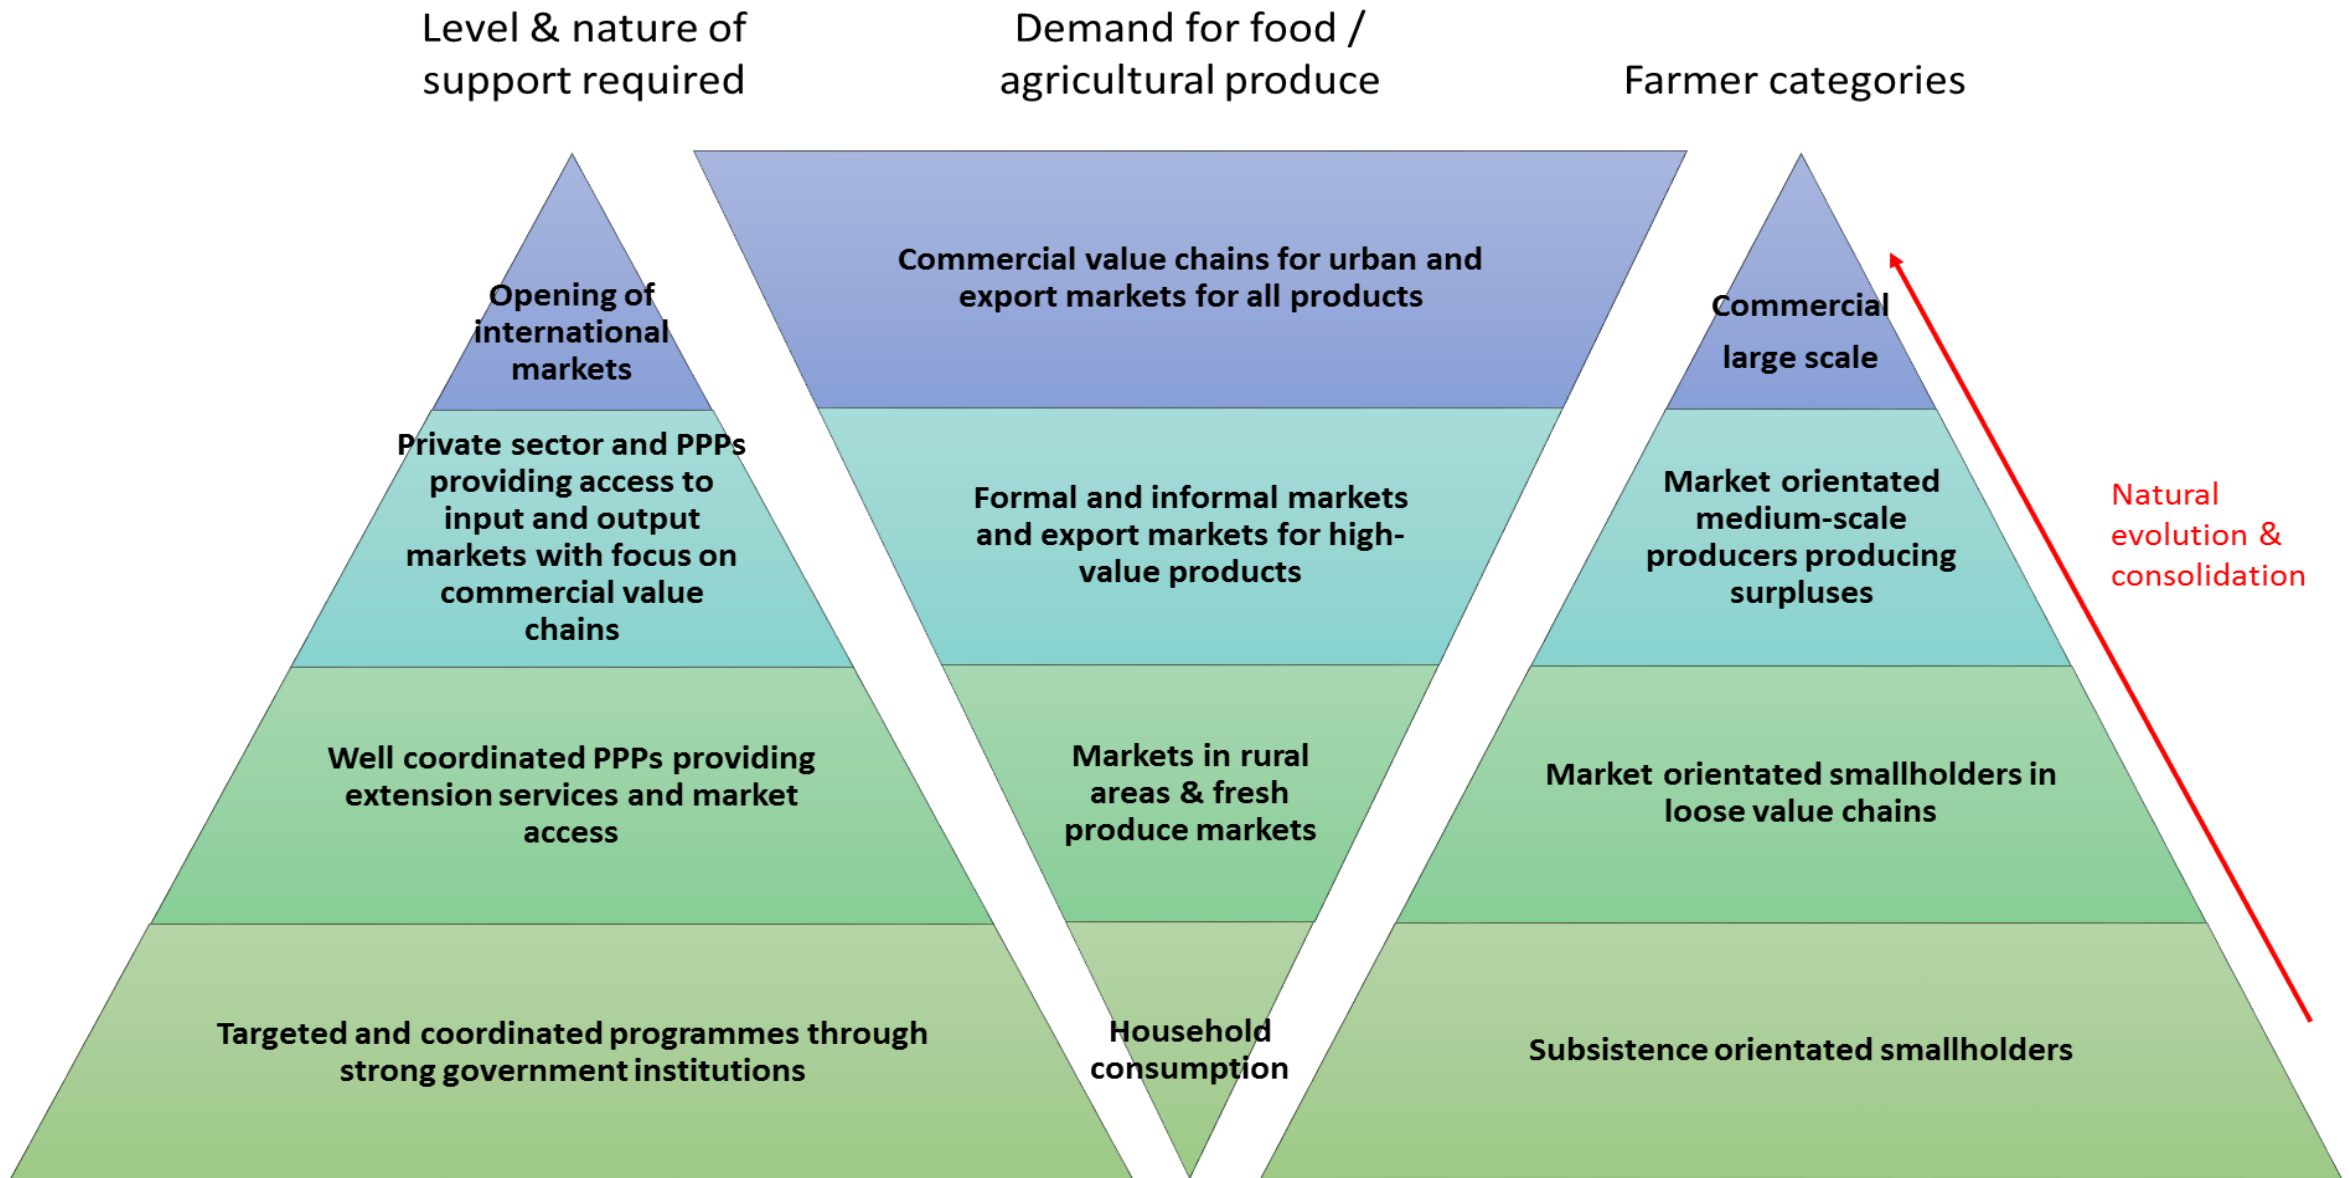 Level & nature of
support required
Demand for food /
agricultural produce
Farmer categories
Opening of
international
markets
Private sector and PPPs
providing access to
input and output
markets with focus on
commercial value
chains
Well coordinated PPPs providing
extension services and market
access
Targeted and coordinated programmes through
strong government institutions
Commercial value chains for urban and
export markets for all products
Formal and informal markets
and export markets for high-
value products
Markets in rural
areas & fresh
produce markets
Household
consumption
Commercial
large scale
Market orientated
medium-scale
producers producing
surpluses
Market orientated smallholders in
loose value chains
Subsistence orientated smallholders
Natural
evolution &
consolidation